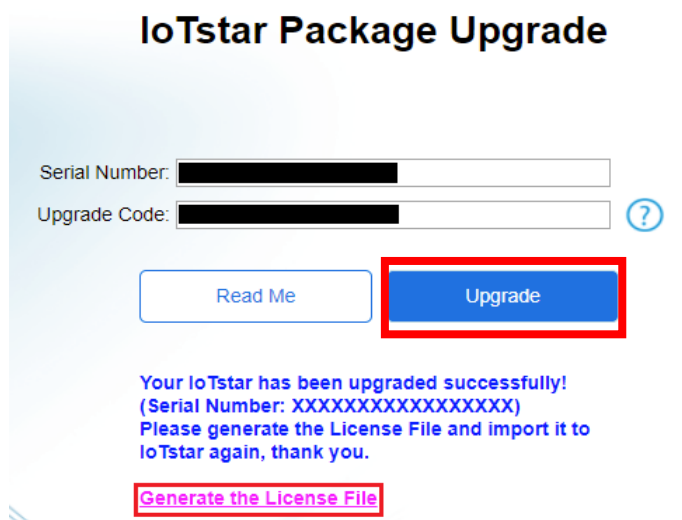 IoTstar Package Upgrade
Serial Number:
Upgrade Code:
?
Read Me
Upgrade
Your IoTstar has been upgraded successfully!
(Serial Number: XXXXXXXXXXXXXXXXX)
Please generate the License File and import it to
IoTstar again, thank you.
Generate the License File